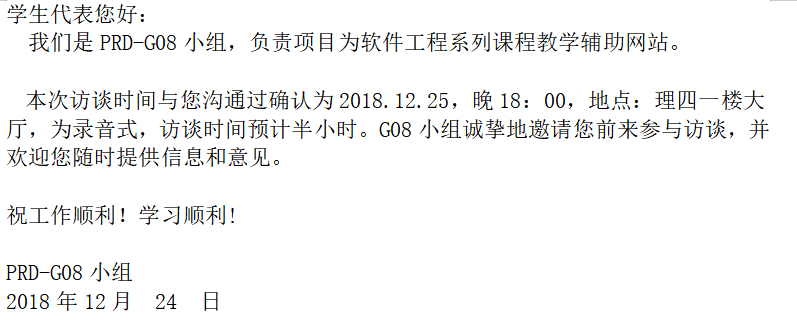 学生代表您好：
我们是 PRD-G08 小组，负责项目为软件工程系列课程教学辅助网站。
本次访谈时间与您沟通过确认为 2018.12.25，晚 18：00，地点：理四一楼大
厅，为录音式，访谈时间预计半小时。G08 小组诚挚地邀请您前来参与访谈，并
欢迎您随时提供信息和意见。
祝工作顺利！学习顺利!
PRD-G08 小组
2018 年 12 月 24 日